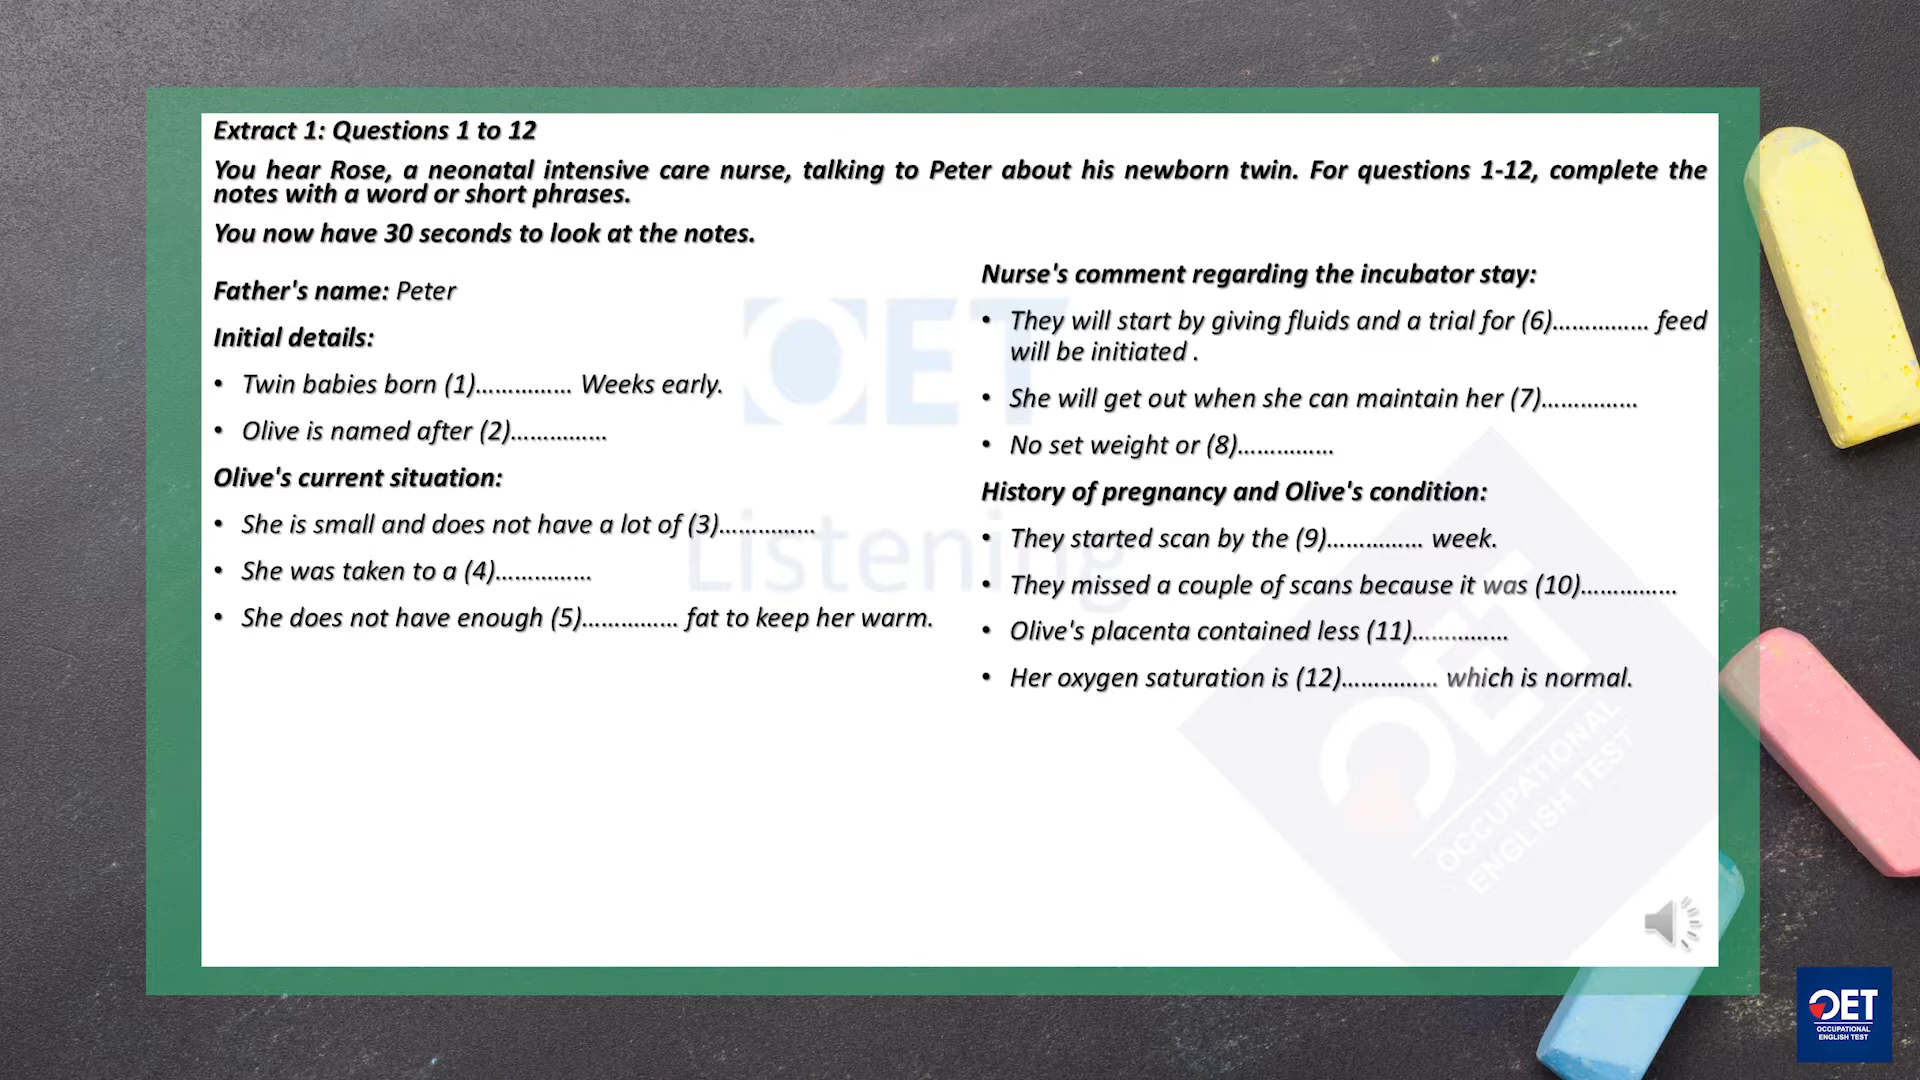 Extract 1: Questions 1 to 12
You hear Rose, a neonatal intensive care nurse, talking to Peter about his newborn twin. For questions 1-12, complete the
notes with a word or short phrases.
You now have 30 seconds to look at the notes.
Father's name: Peter
Initial details:
• Twin babies born (1)............... Weeks early.
• Olive is named after (2)...............
Olive's current situation:
• She is small and does not have a lot of (3)...............
• She was taken to a (4)...............
• She does not have enough (5)............... fat to keep her warm.
Nurse's comment regarding the incubator stay:
• They will start by giving fluids and a trial for (6)............... feed
will be initiated .
• She will get out when she can maintain her (7)...............
• No set weight or (8)...............
History of pregnancy and Olive's condition:
• They started scan by the (9)............... week.
• They missed a couple of scans because it was (10)...............
• Olive's placenta contained less (11)...............
• Her oxygen saturation is (12)............... which is normal.
OET
Listening
OET
OCCUPATIONAL
ENGLISH TEST
OET
OCCUPATIONAL
ENGLISH TEST